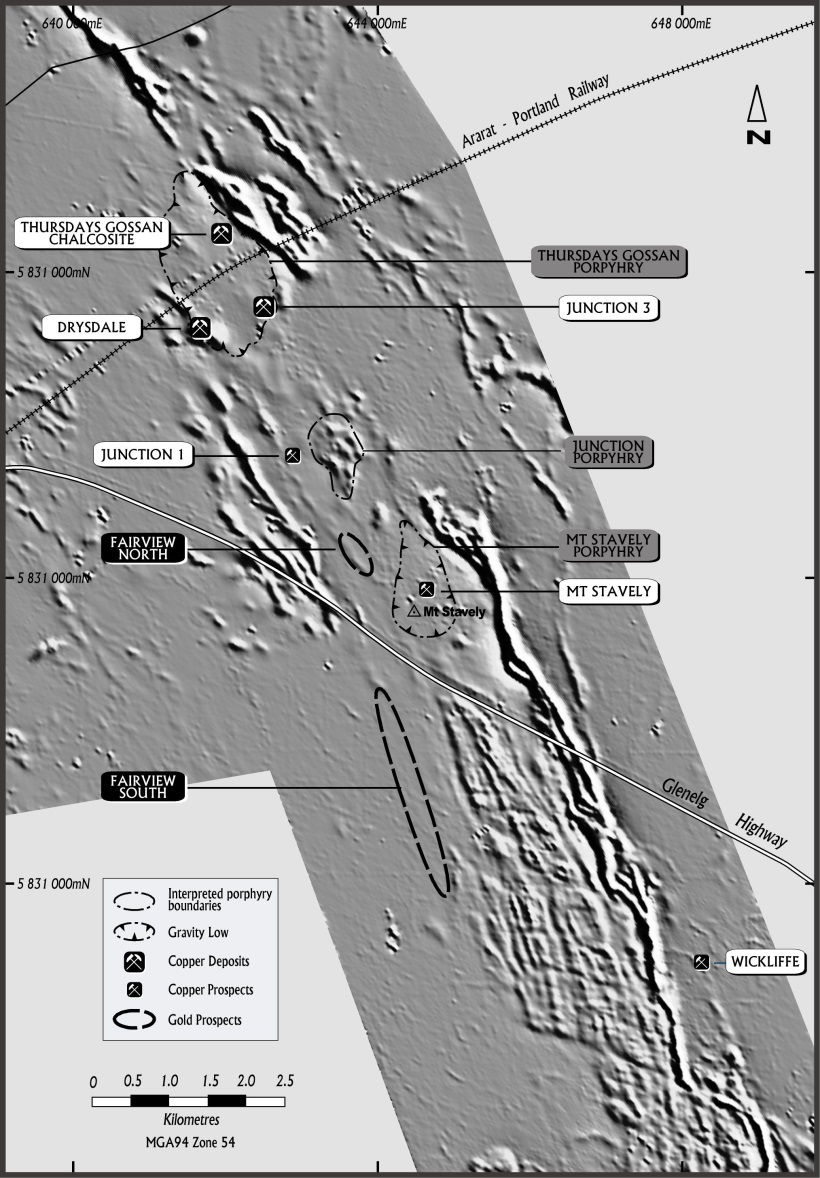 640 000mE
644 000mE
648 000mE
Ararat - Portland Railway
N
THURSDAYS GOSSAN
CHALCOSITE
THURSDAYS GOSSAN
PORPYHRY
5 831 000mN
JUNCTION 3
DRYSDALE
JUNCTION 1
JUNCTION
PORPYHRY
FAIRVIEW
NORTH
MT STAVELY
PORPYHRY
5 831 000mN
MT STAVELY
Mt Stavely
FAIRVIEW
SOUTH
Glenelg Highway
5 831 000mN
Interpreted porphyry
boundaries
Gravity Low
Copper Deposits
Copper Prospects
Gold Prospects
WICKLIFFE
0 0.5 1.0 1.5 2.0 2.5
Kilometres
MGA94 Zone 54